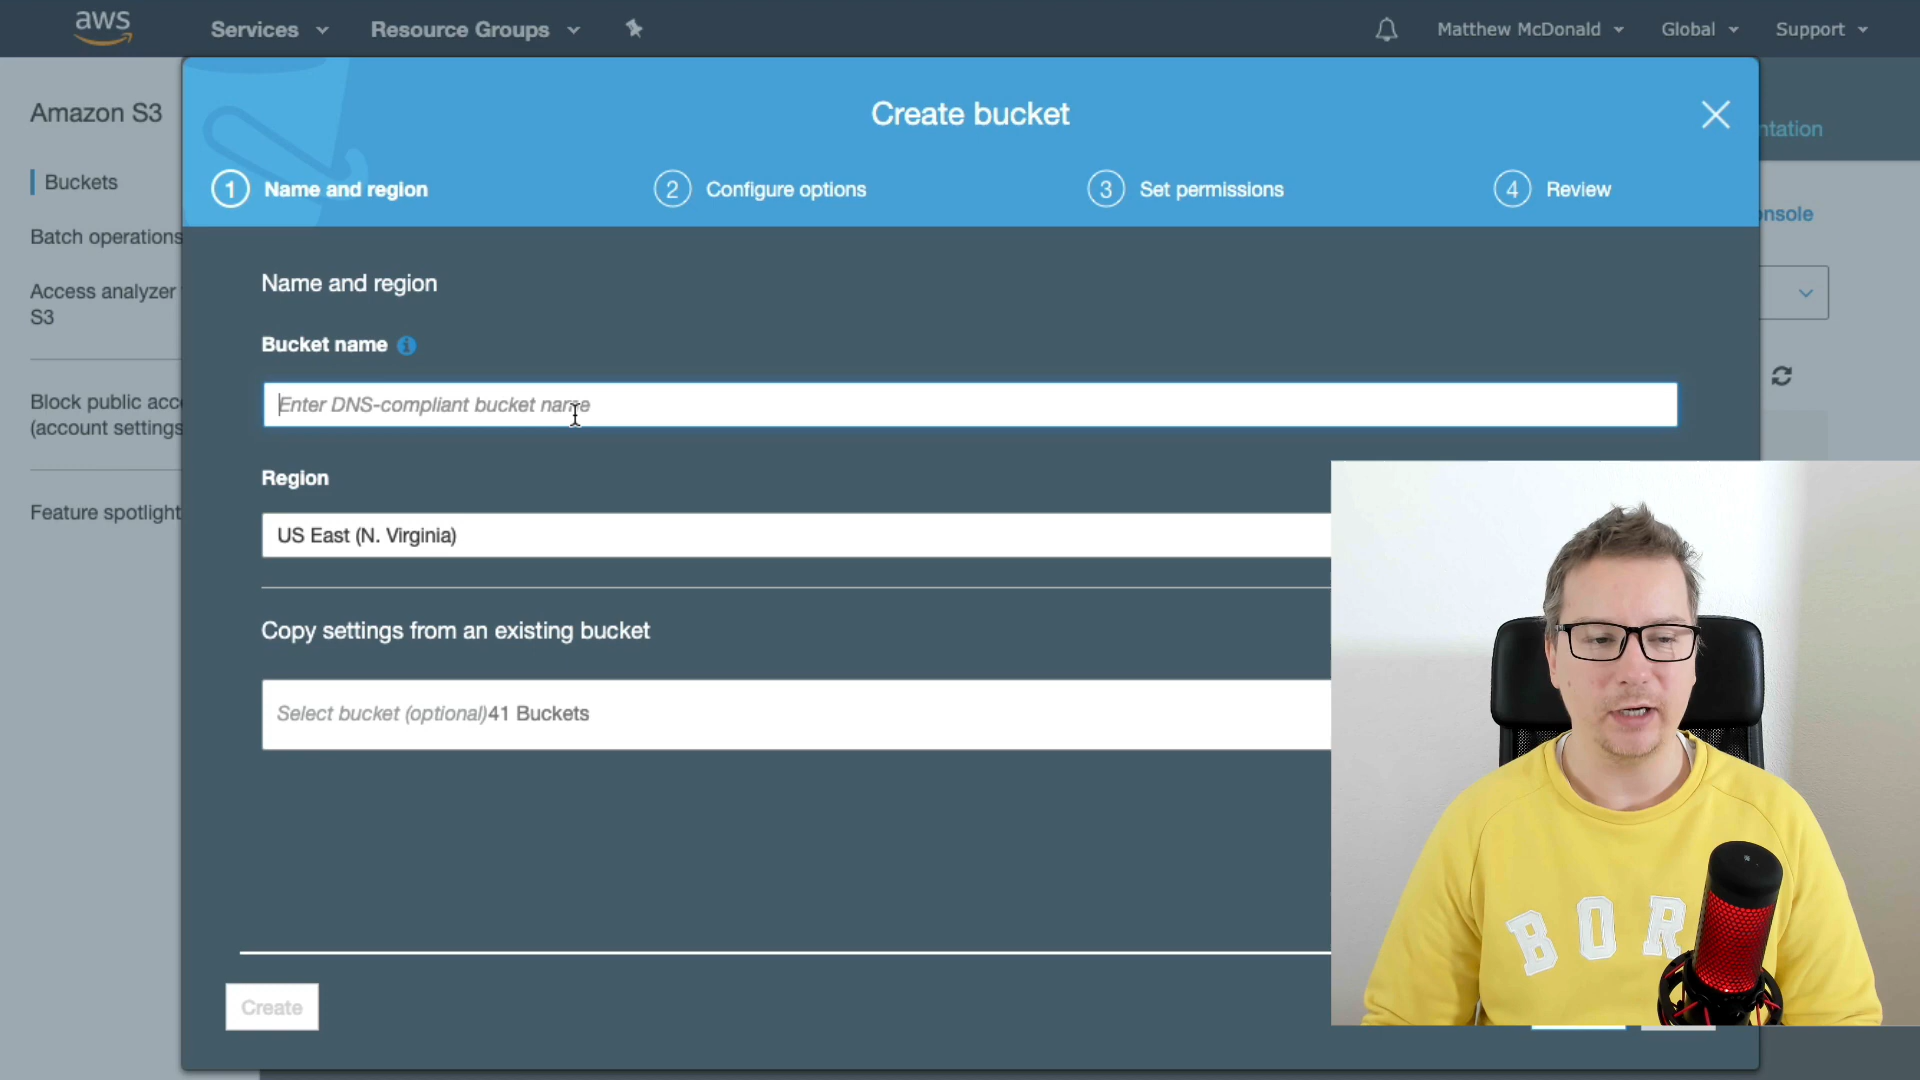 aws
Services
Resource Groups
Matthew McDonald
Global
Support
Amazon S3
Buckets
Batch operations
Access analyzer
S3
Block public acc
(account settings
Feature spotlight
Create bucket
1 Name and region
2 Configure options
3 Set permissions
4 Review
ntation
onsole
Name and region
Bucket name
Enter DNS-compliant bucket name
Region
US East (N. Virginia)
Copy settings from an existing bucket
Select bucket (optional)41 Buckets
Create
BOR